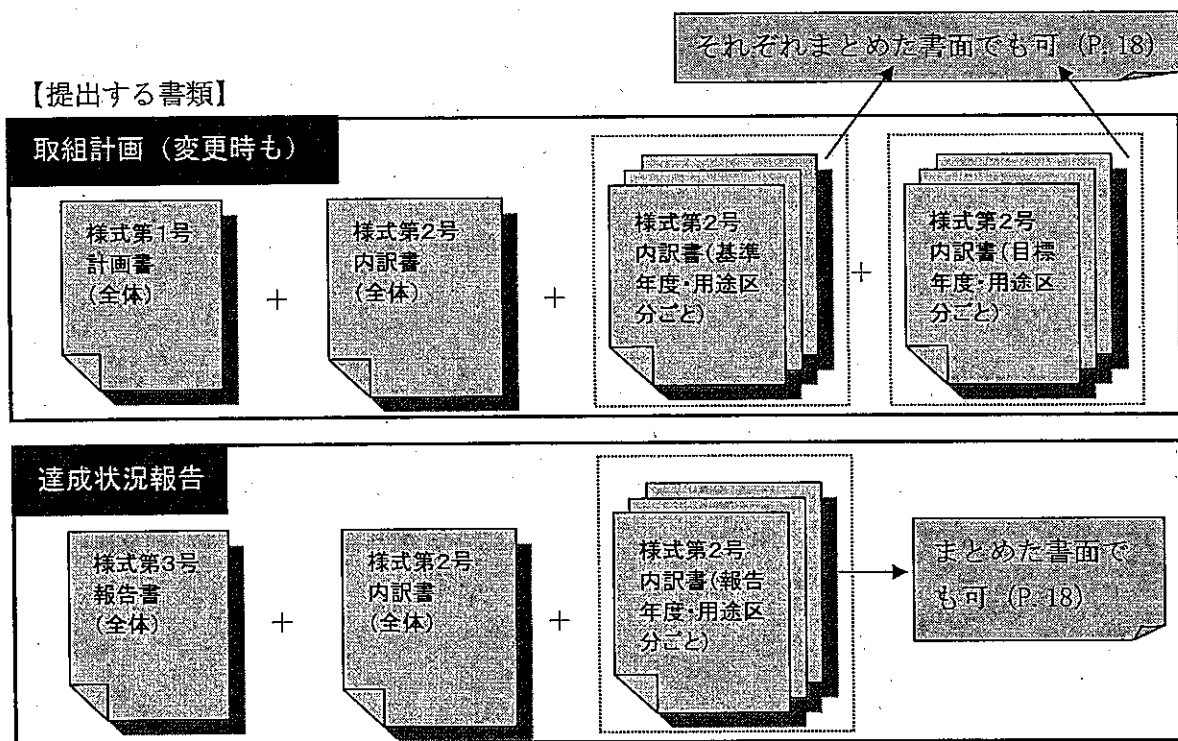 それぞれまとめた書面でも可 (P. 18)
【提出する書類】
取組計画（変更時も）
様式第1号
計画書
(全体)
+
様式第2号
内訳書
(全体)
+
様式第2号
内訳書(基準
年度・用途区
分ごと)
+
様式第2号
内訳書(目標
年度・用途区
分ごと)
達成状況報告
様式第3号
報告書
(全体)
+
様式第2号
内訳書
(全体)
+
様式第2号
内訳書(報告
年度・用途区
分ごと)
まとめた書面で
も可 (P. 18)